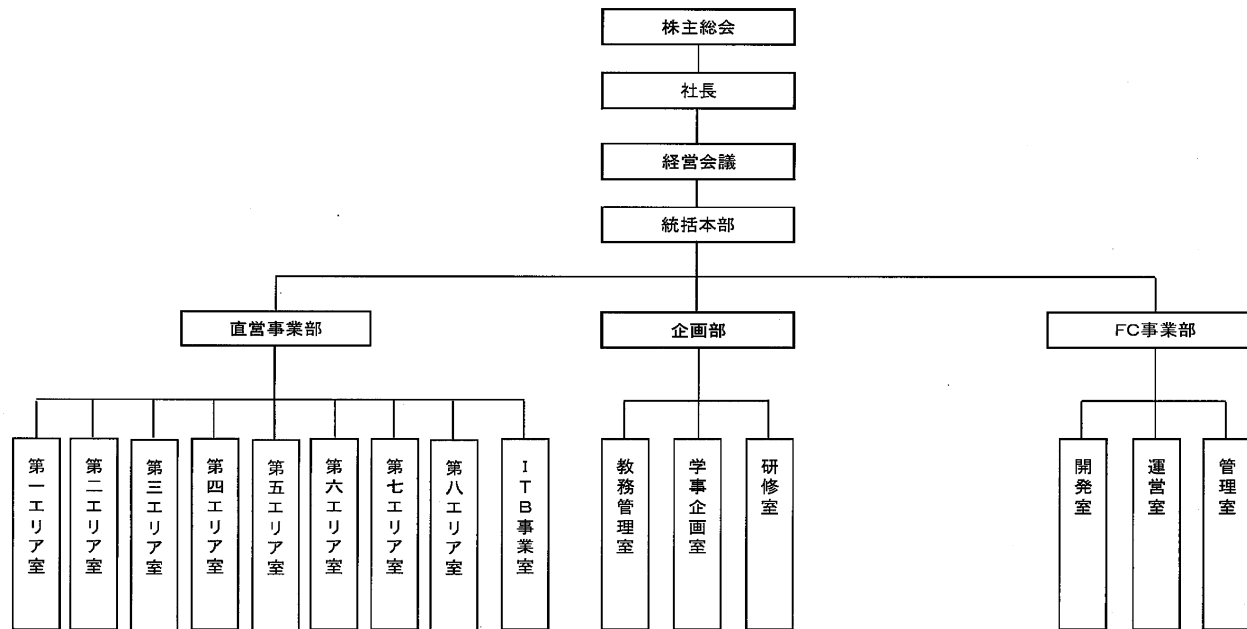 株主総会
社長
経営会議
統括本部
直営事業部
企画部
FC事業部
第一エリア室
第二エリア室
第三エリア室
第四エリア室
第五エリア室
第六エリア室
第七エリア室
第八エリア室
ITB事業室
教務管理室
学事企画室
研修室
開発室
運営室
管理室